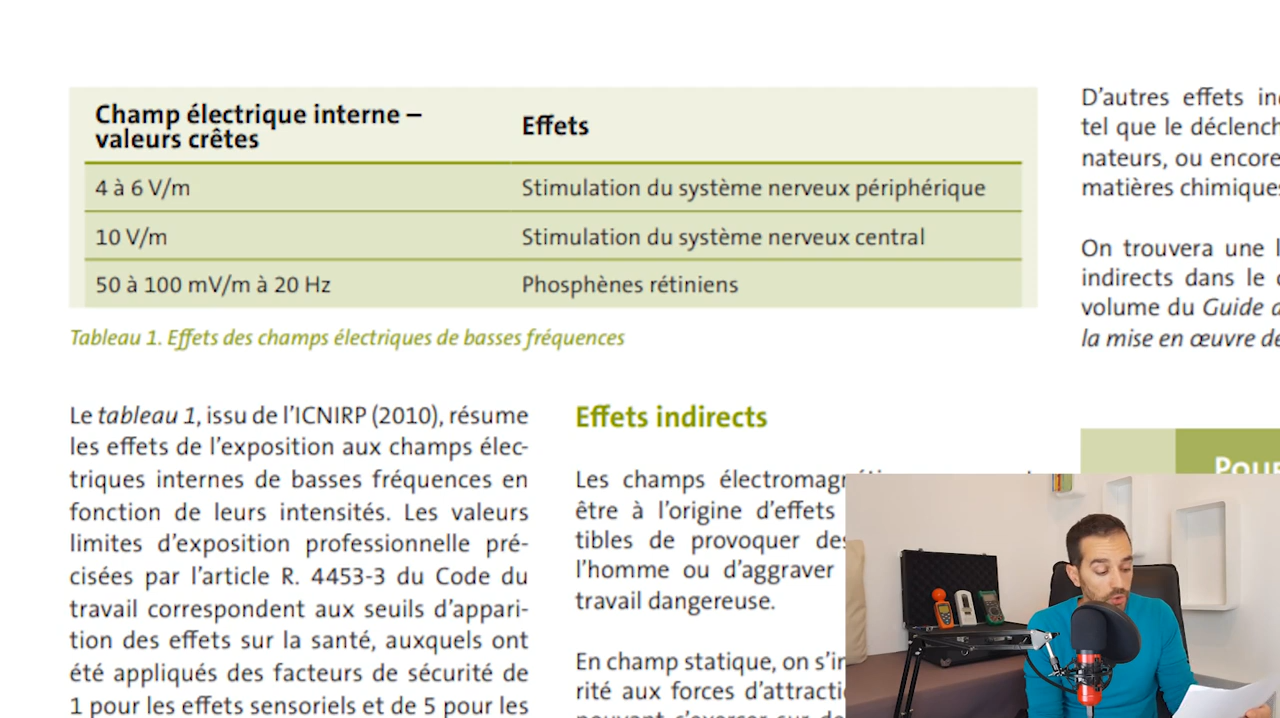 Champ électrique interne –
valeurs crêtes
Effets
4 à 6 V/m
Stimulation du système nerveux périphérique
10 V/m
Stimulation du système nerveux central
50 à 100 mV/m à 20 Hz
Phosphènes rétiniens
Tableau 1. Effets des champs électriques de basses fréquences
Le tableau 1, issu de l’ICNIRP (2010), résume
les effets de l’exposition aux champs élec-
triques internes de basses fréquences en
fonction de leurs intensités. Les valeurs
limites d’exposition professionnelle pré-
cisées par l’article R. 4453-3 du Code du
travail correspondent aux seuils d’appari-
tion des effets sur la santé, auxquels ont
été appliqués des facteurs de sécurité de
1 pour les effets sensoriels et de 5 pour les
Effets indirects
Les champs
être à l’origine d’effets
tibles de provoquer
l’homme ou d’aggraver
travail dangereuse.
En champ statique, on
rité aux forces
D’autres effets
tel que le
nateurs, ou encore
matières chimiques
On trouvera une
indirects dans le
volume du Guide
la mise en œuvre